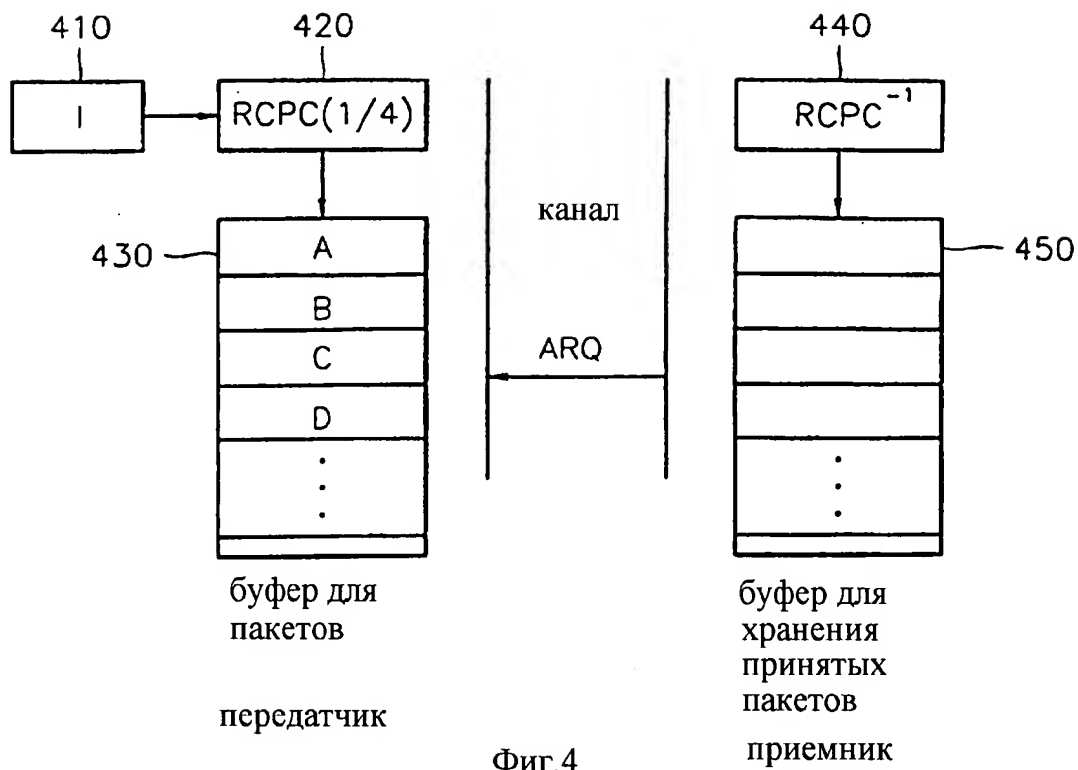 410
420
440
I
RCPC(1/4)
RCPC⁻¹
канал
430
A
450
B
C
ARQ
D
буфер для
пакетов
передатчик
буфер для
хранения
принятых
пакетов
приемник
Фиг.4